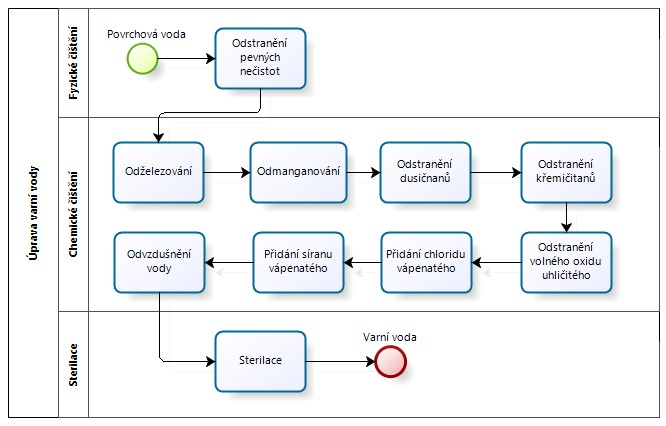 Úprava varní vody
Fyzické čištění
Povrchová voda
Odstranění
pevných
nečistot
Chemické čištění
Odželezování
Odmanganování
Odstranění
dusičnanů
Odstranění
křemičitanů
Odstranění
volného oxidu
uhličitého
Přidání chloridu
vápenatého
Přidání síranu
vápenatého
Odvzdušnění
vody
Sterilace
Sterilace
Varní voda